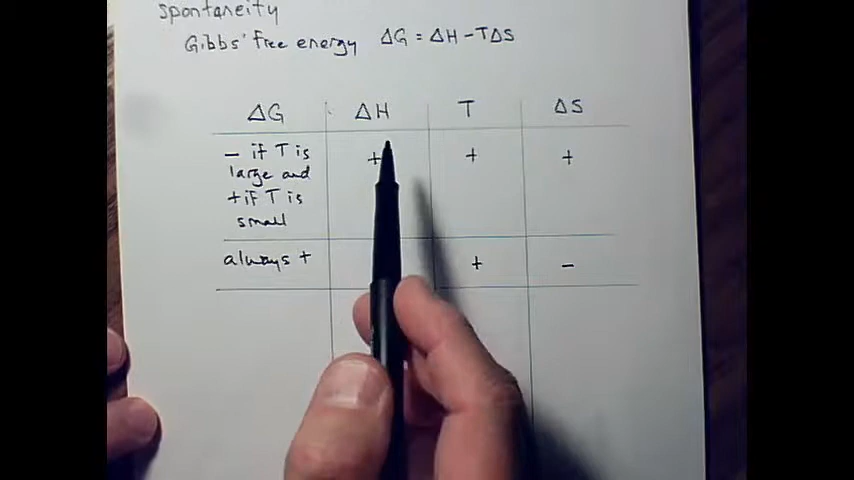 spontaneity
Gibbs' free energy ΔG = ΔH - TΔS
ΔG ΔH T ΔS
- if T is + + +
large and
+ if T is
small
always + + -